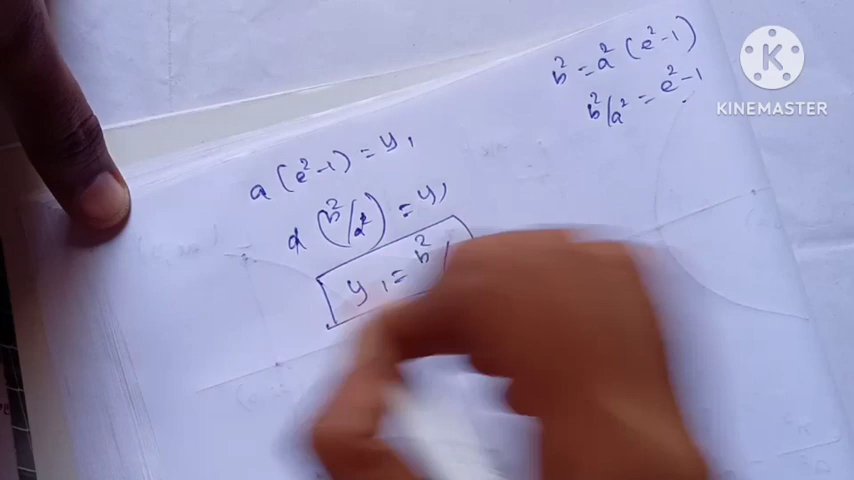 b² = a² (e² - 1)
b²/a² = e² - 1
a (e² - 1) = y₁
a (b²/a²) = y₁
y₁ = b²/
KINEMASTER